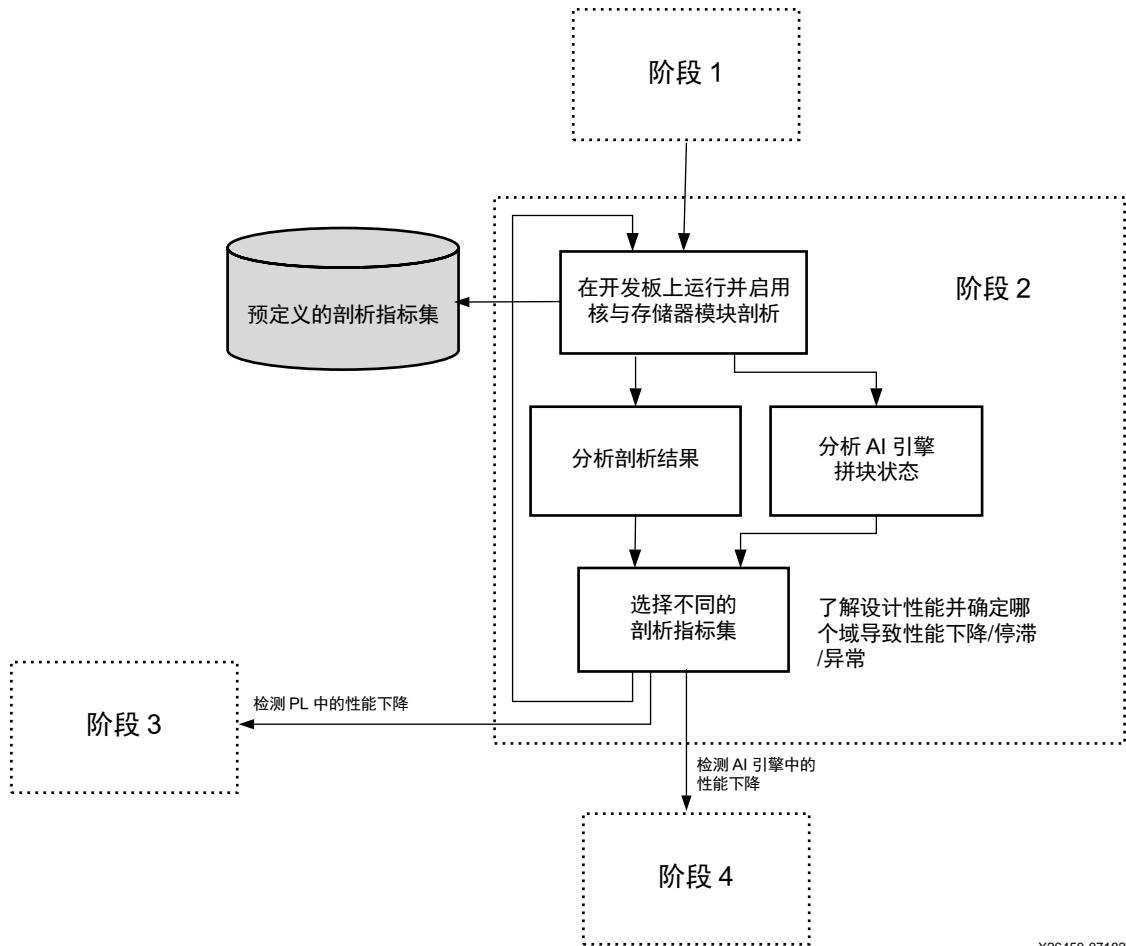 阶段 1
阶段 2
在开发板上运行并启用
核与存储器模块剖析
预定义的剖析指标集
分析剖析结果
分析 AI 引擎
拼块状态
选择不同的
剖析指标集
了解设计性能并确定哪
个域导致性能下降/停滞
/异常
检测 PL 中的性能下降
阶段 3
检测 AI 引擎中的
性能下降
阶段 4